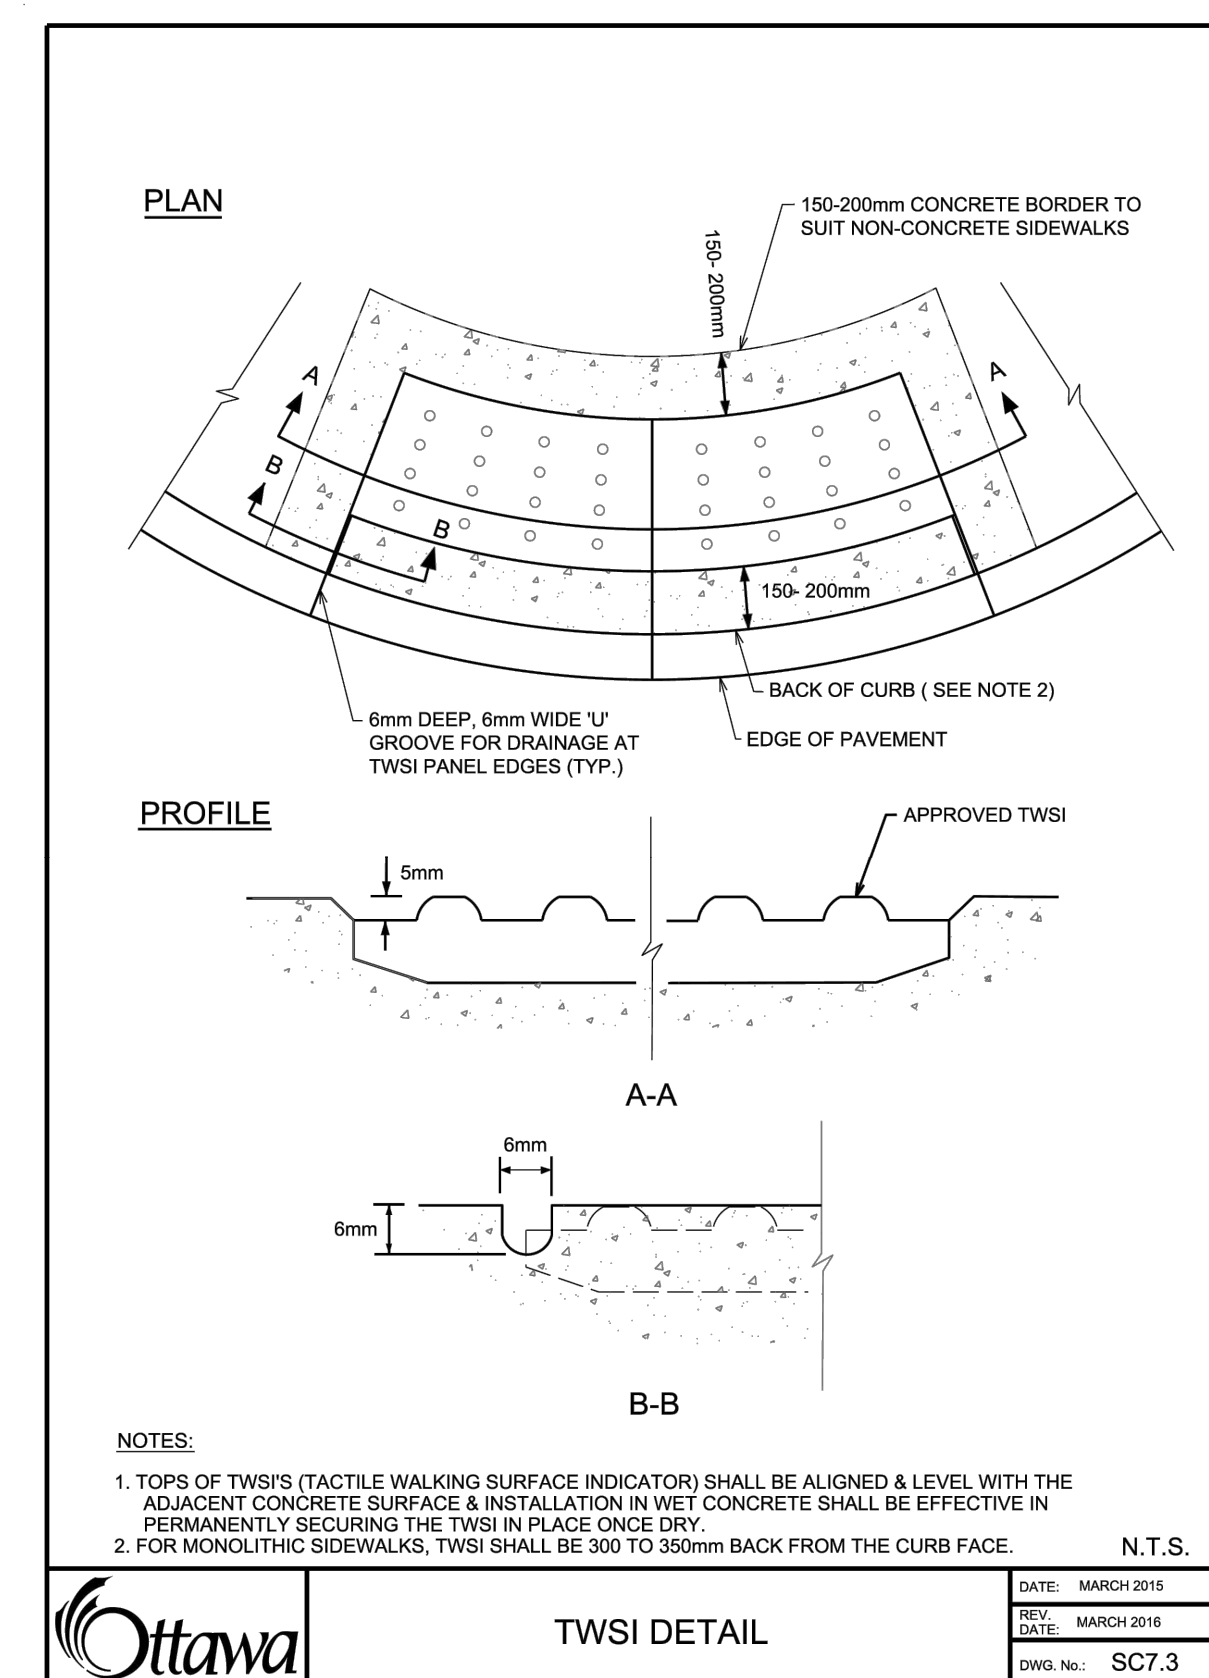 PLAN
150-200mm CONCRETE BORDER TO
SUIT NON-CONCRETE SIDEWALKS
150- 200mm
A
A
B
B
150- 200mm
BACK OF CURB ( SEE NOTE 2)
6mm DEEP, 6mm WIDE 'U'
GROOVE FOR DRAINAGE AT
TWSI PANEL EDGES (TYP.)
EDGE OF PAVEMENT
PROFILE
APPROVED TWSI
5mm
A-A
6mm
6mm
B-B
NOTES:
1. TOPS OF TWSI'S (TACTILE WALKING SURFACE INDICATOR) SHALL BE ALIGNED & LEVEL WITH THE
ADJACENT CONCRETE SURFACE & INSTALLATION IN WET CONCRETE SHALL BE EFFECTIVE IN
PERMANENTLY SECURING THE TWSI IN PLACE ONCE DRY.
2. FOR MONOLITHIC SIDEWALKS, TWSI SHALL BE 300 TO 350mm BACK FROM THE CURB FACE.
N.T.S.
Ottawa
TWSI DETAIL
DATE: MARCH 2015
REV.
DATE: MARCH 2016
DWG. No.: SC7.3